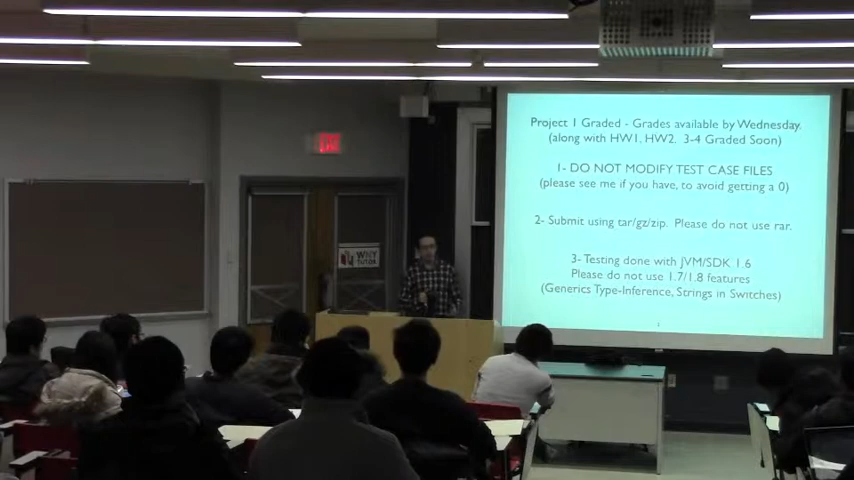 Project 1 Graded - Grades available by Wednesday.
(along with HW1, HW2. 3-4 Graded Soon)
1- DO NOT MODIFY TEST CASE FILES
(please see me if you have, to avoid getting a 0)
2- Submit using tar/gz/zip. Please do not use rar.
3- Testing done with JVM/SDK 1.6
Please do not use 1.7/1.8 features
(Generics Type-Inference, Strings in Switches)
EXIT
WNY
TUTOR